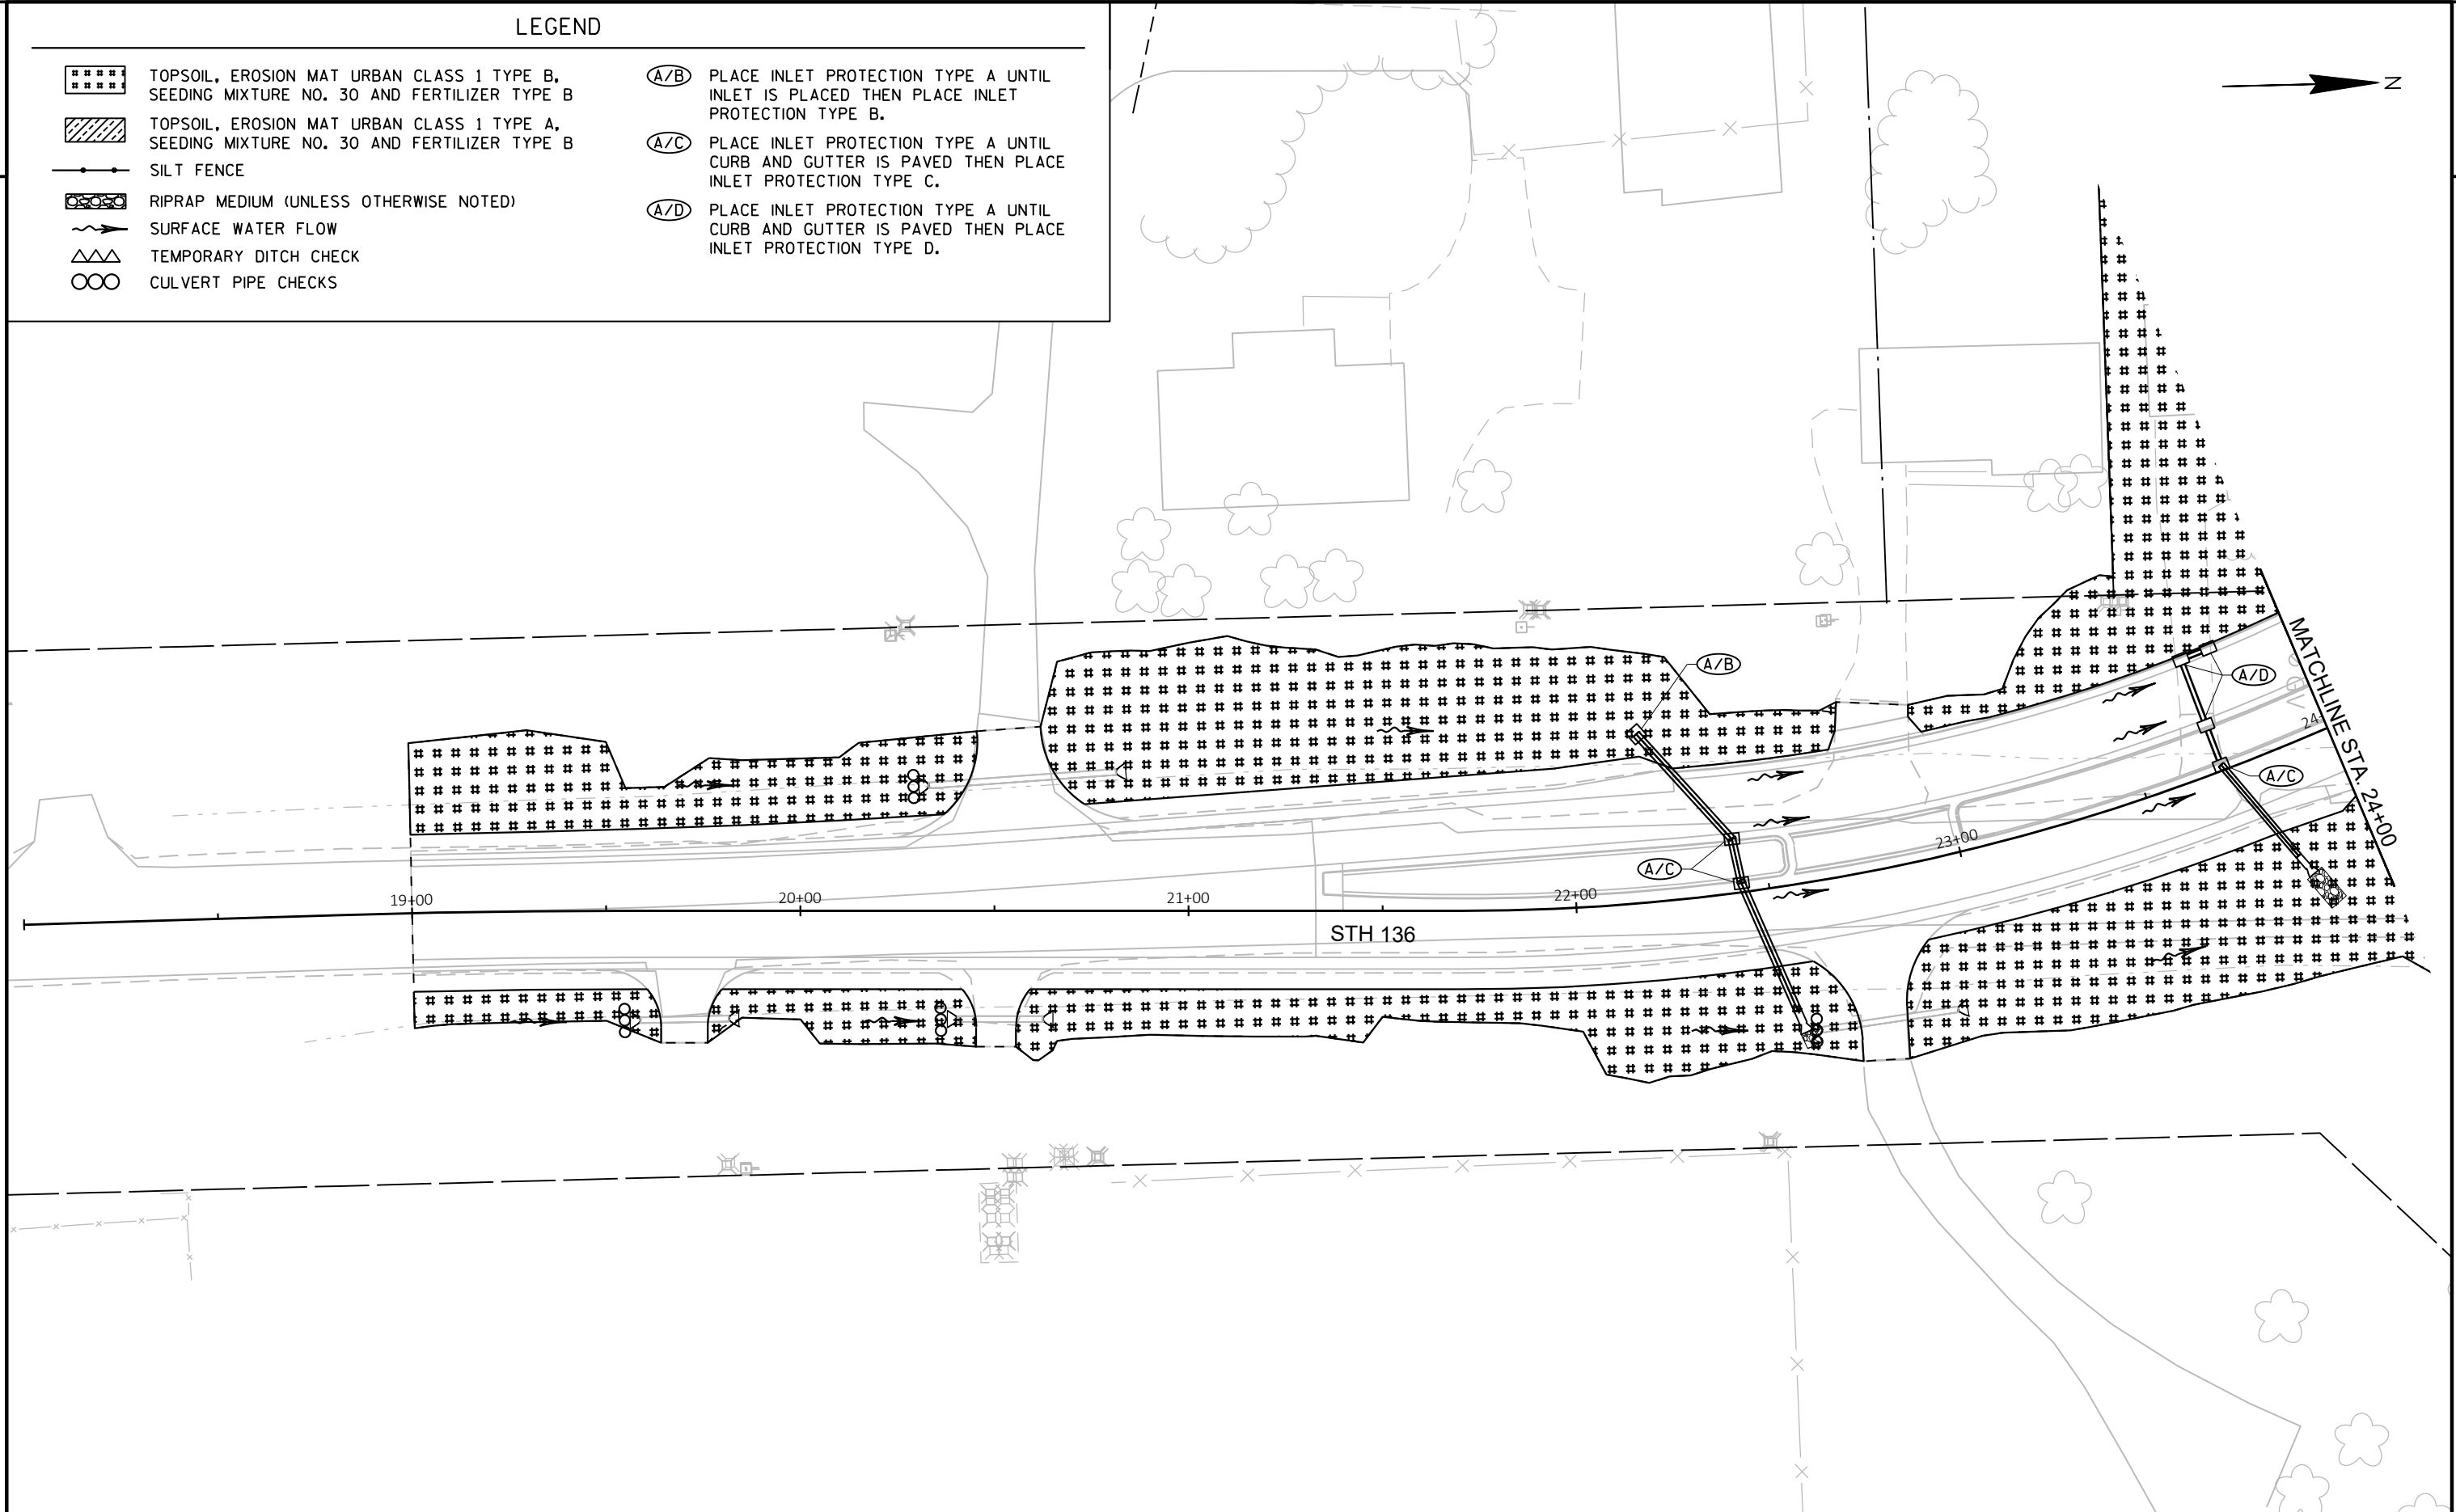 LEGEND
TOPSOIL, EROSION MAT URBAN CLASS 1 TYPE B,
SEEDING MIXTURE NO. 30 AND FERTILIZER TYPE B
TOPSOIL, EROSION MAT URBAN CLASS 1 TYPE A,
SEEDING MIXTURE NO. 30 AND FERTILIZER TYPE B
SILT FENCE
RIPRAP MEDIUM (UNLESS OTHERWISE NOTED)
SURFACE WATER FLOW
TEMPORARY DITCH CHECK
CULVERT PIPE CHECKS
A/B PLACE INLET PROTECTION TYPE A UNTIL
INLET IS PLACED THEN PLACE INLET
PROTECTION TYPE B.
A/C PLACE INLET PROTECTION TYPE A UNTIL
CURB AND GUTTER IS PAVED THEN PLACE
INLET PROTECTION TYPE C.
A/D PLACE INLET PROTECTION TYPE A UNTIL
CURB AND GUTTER IS PAVED THEN PLACE
INLET PROTECTION TYPE D.
N
A/B
A/D
MATCHLINE STA. 24+00
24+
A/C
23+00
A/C
19+00
20+00
21+00
22+00
STH 136